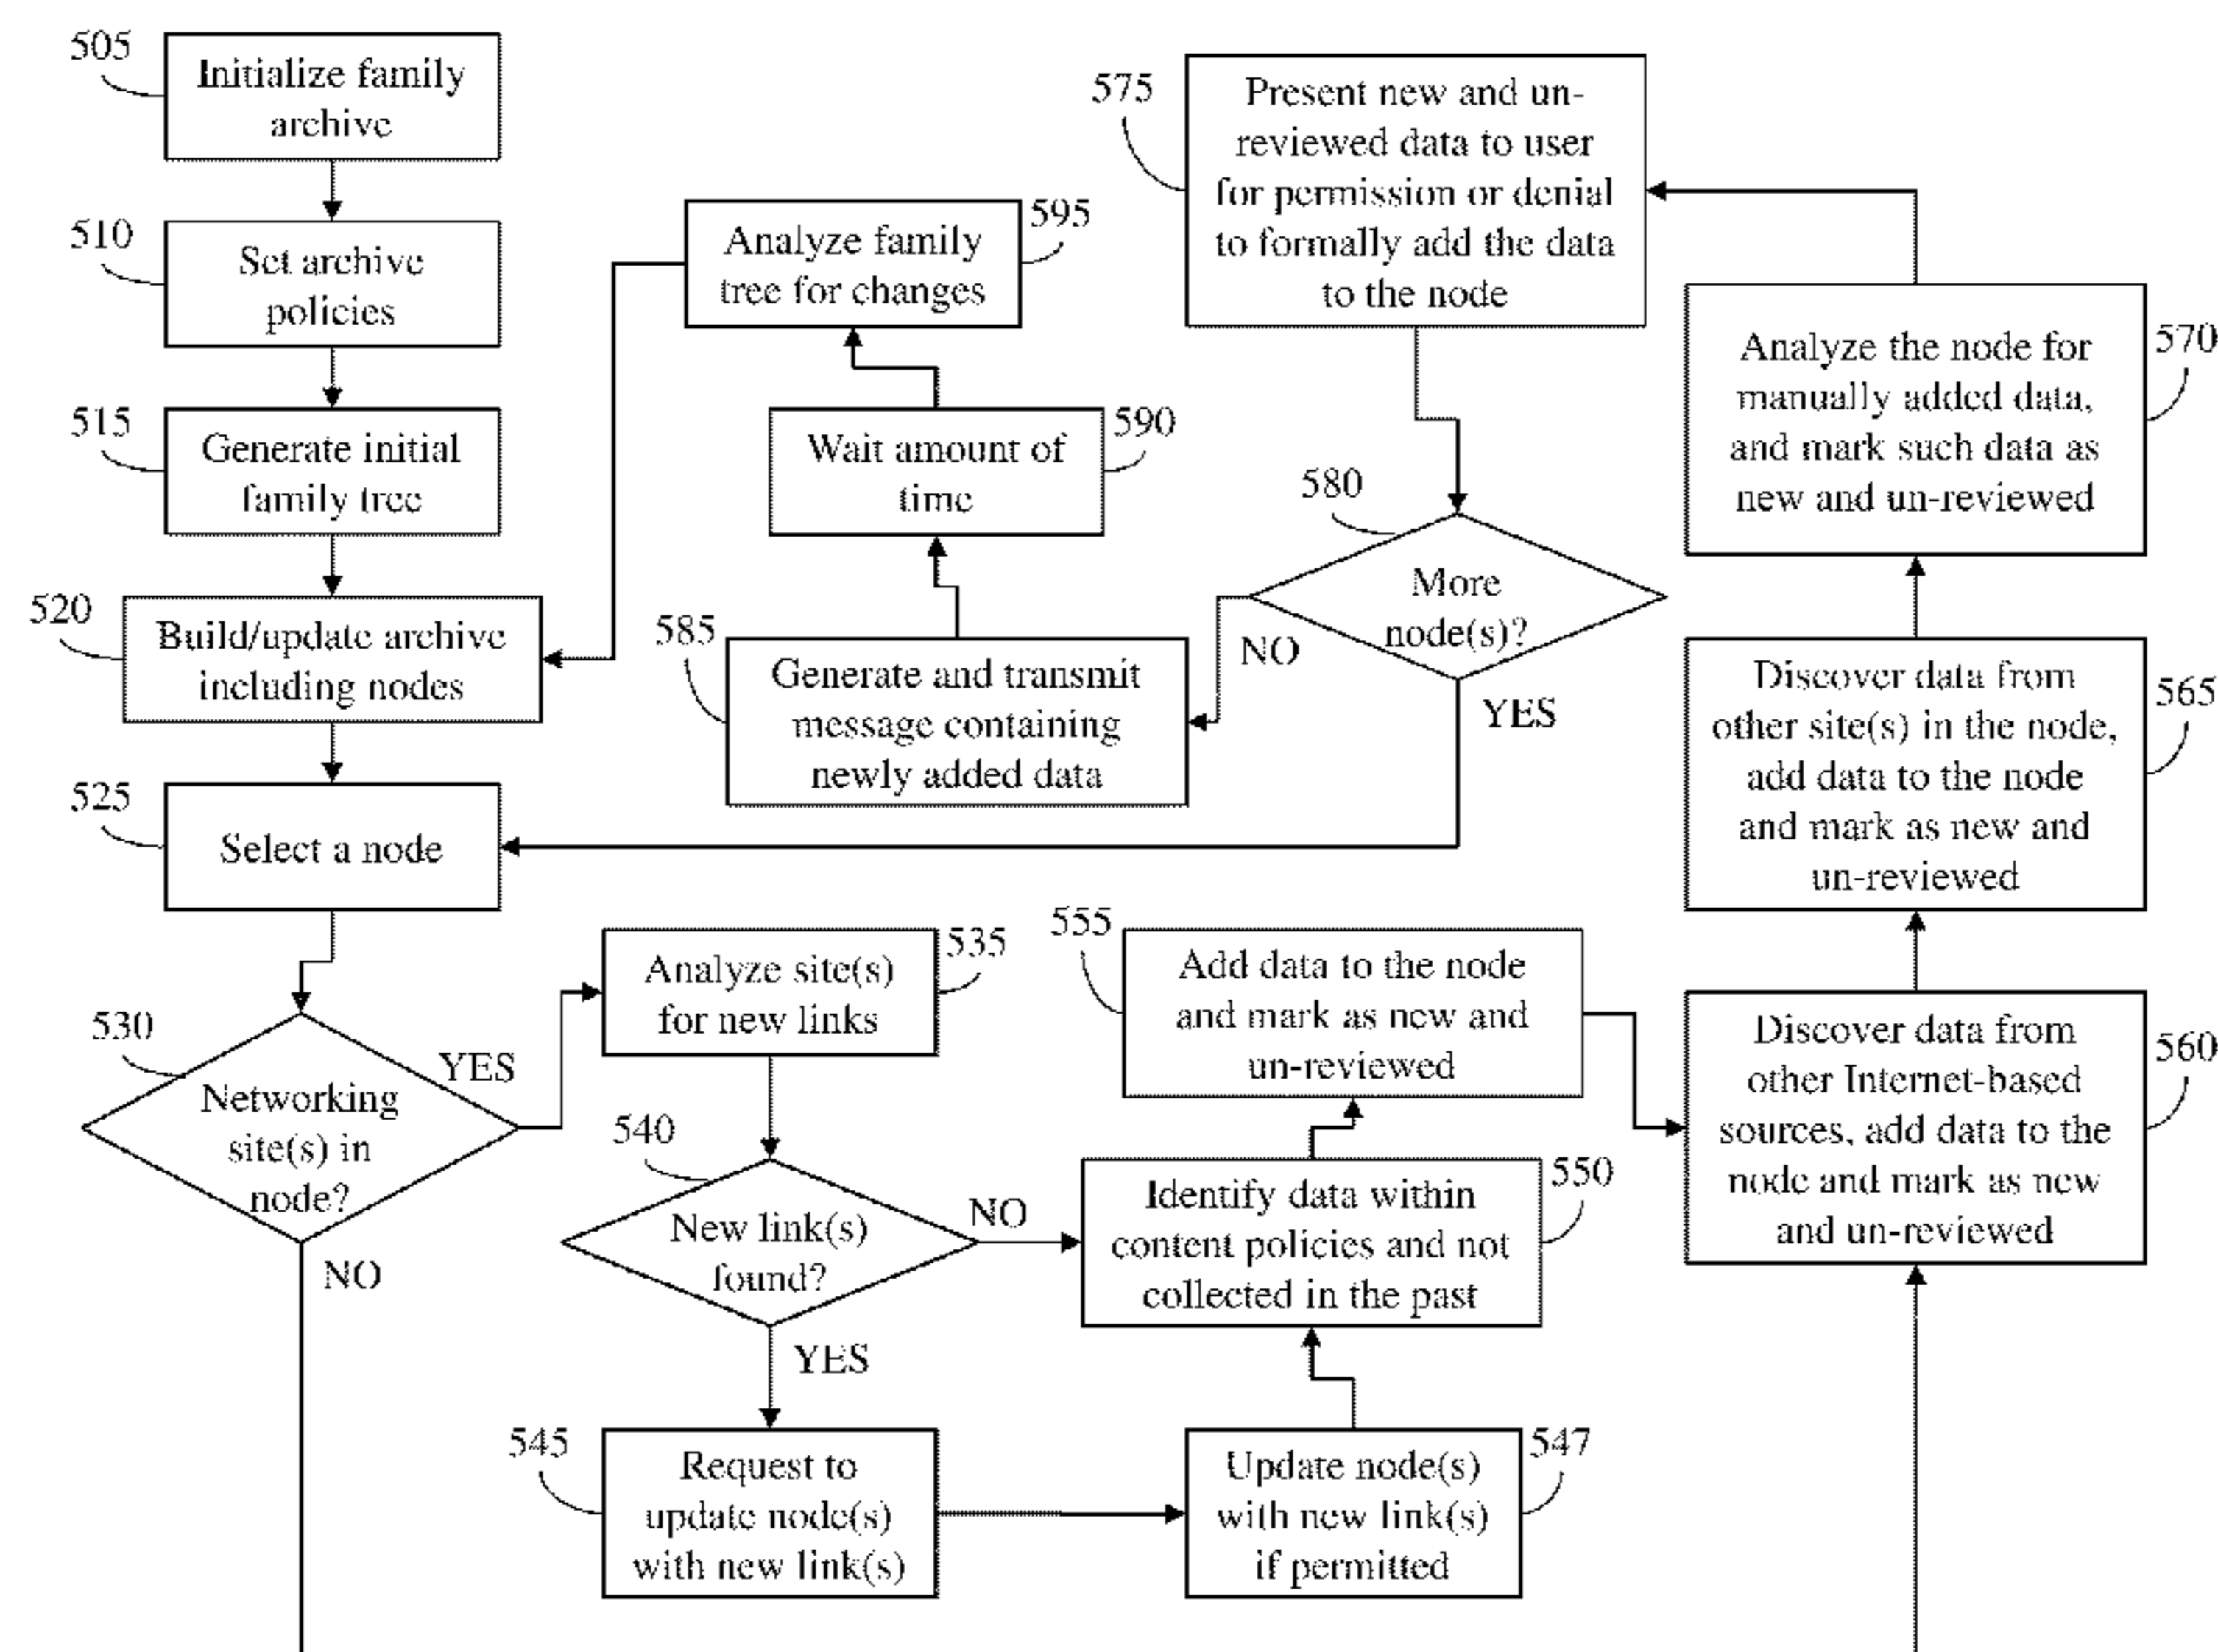 505
Initialize family
archive
510
Set archive
policies
515
Generate initial
family tree
520
Build/update archive
including nodes
525
Select a node
530
Networking
site(s) in
node?
YES
NO
535
Analyze site(s)
for new links
540
New link(s)
found?
NO
YES
545
Request to
update node(s)
with new link(s)
547
Update node(s)
with new link(s)
if permitted
550
Identify data within
content policies and not
collected in the past
555
Add data to the node
and mark as new and
un-reviewed
560
Discover data from
other Internet-based
sources, add data to the
node and mark as new
and un-reviewed
565
Discover data from
other site(s) in the node,
add data to the node
and mark as new and
un-reviewed
570
Analyze the node for
manually added data,
and mark such data as
new and un-reviewed
575
Present new and un-
reviewed data to user
for permission or denial
to formally add the data
to the node
580
More
node(s)?
NO
YES
585
Generate and transmit
message containing
newly added data
590
Wait amount of
time
595
Analyze family
tree for changes